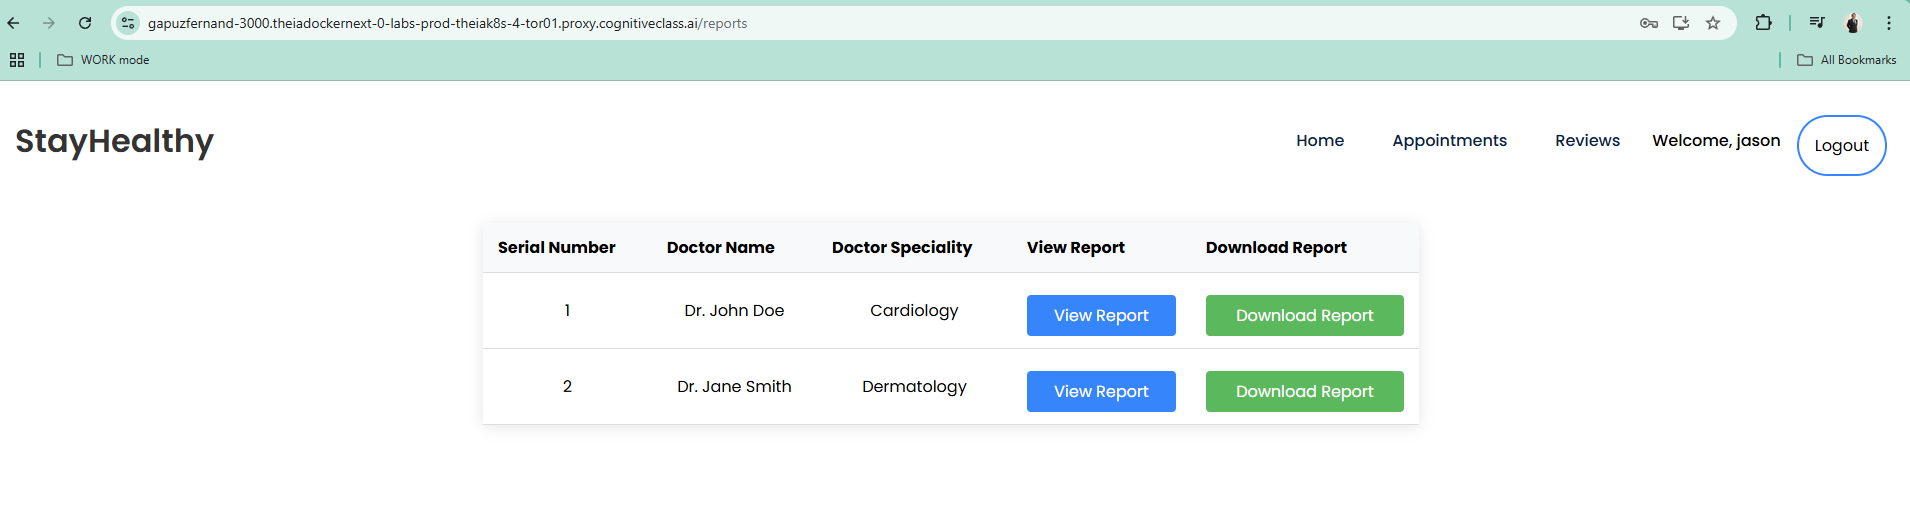 gapuzfernand-3000.theiadockernext-0-labs-prod-theiak8s-4-tor01.proxy.cognitiveclass.ai/reports
WORK mode
All Bookmarks
StayHealthy
Home Appointments Reviews Welcome, jason Logout
Serial Number Doctor Name Doctor Speciality View Report Download Report
1 Dr. John Doe Cardiology View Report Download Report
2 Dr. Jane Smith Dermatology View Report Download Report